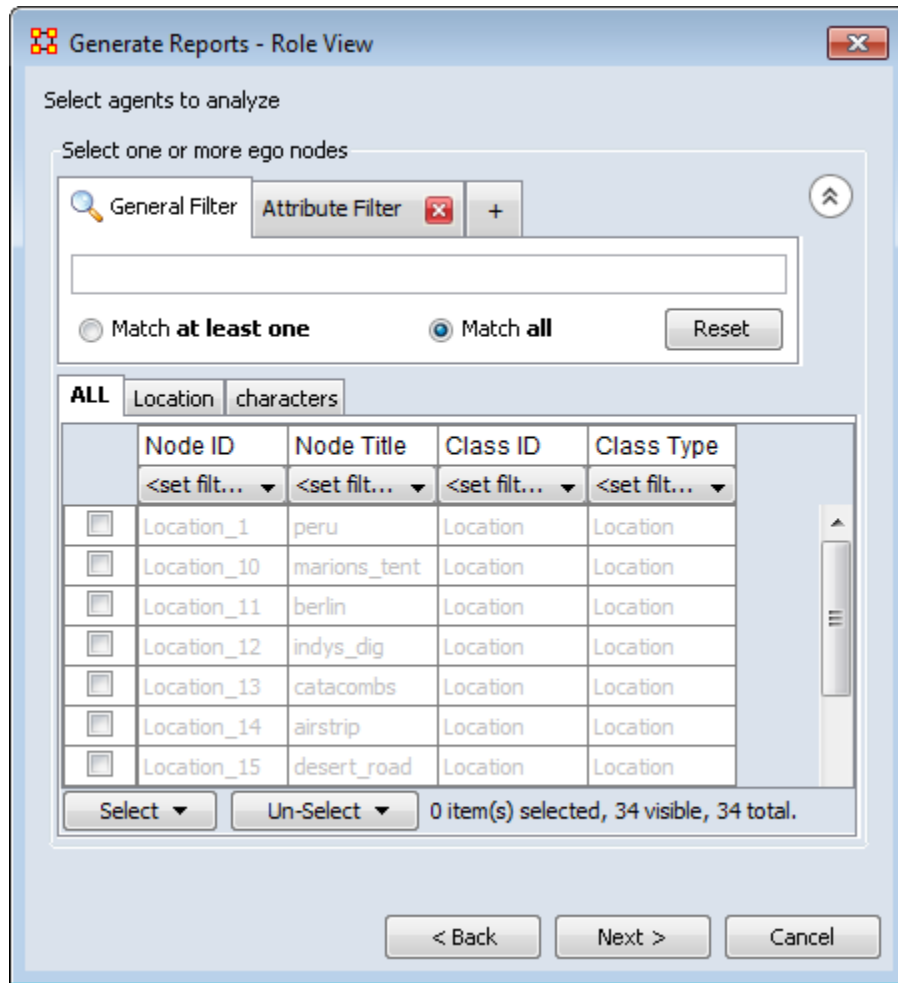 Generate Reports - Role View
Select agents to analyze
Select one or more ego nodes
General Filter Attribute Filter +
Match at least one Match all Reset
ALL Location characters
Node ID Node Title Class ID Class Type
<set filt... <set filt... <set filt... <set filt...
Location_1 peru Location Location
Location_10 marions_tent Location Location
Location_11 berlin Location Location
Location_12 indys_dig Location Location
Location_13 catacombs Location Location
Location_14 airstrip Location Location
Location_15 desert_road Location Location
Select Un-Select 0 item(s) selected, 34 visible, 34 total.
< Back Next > Cancel